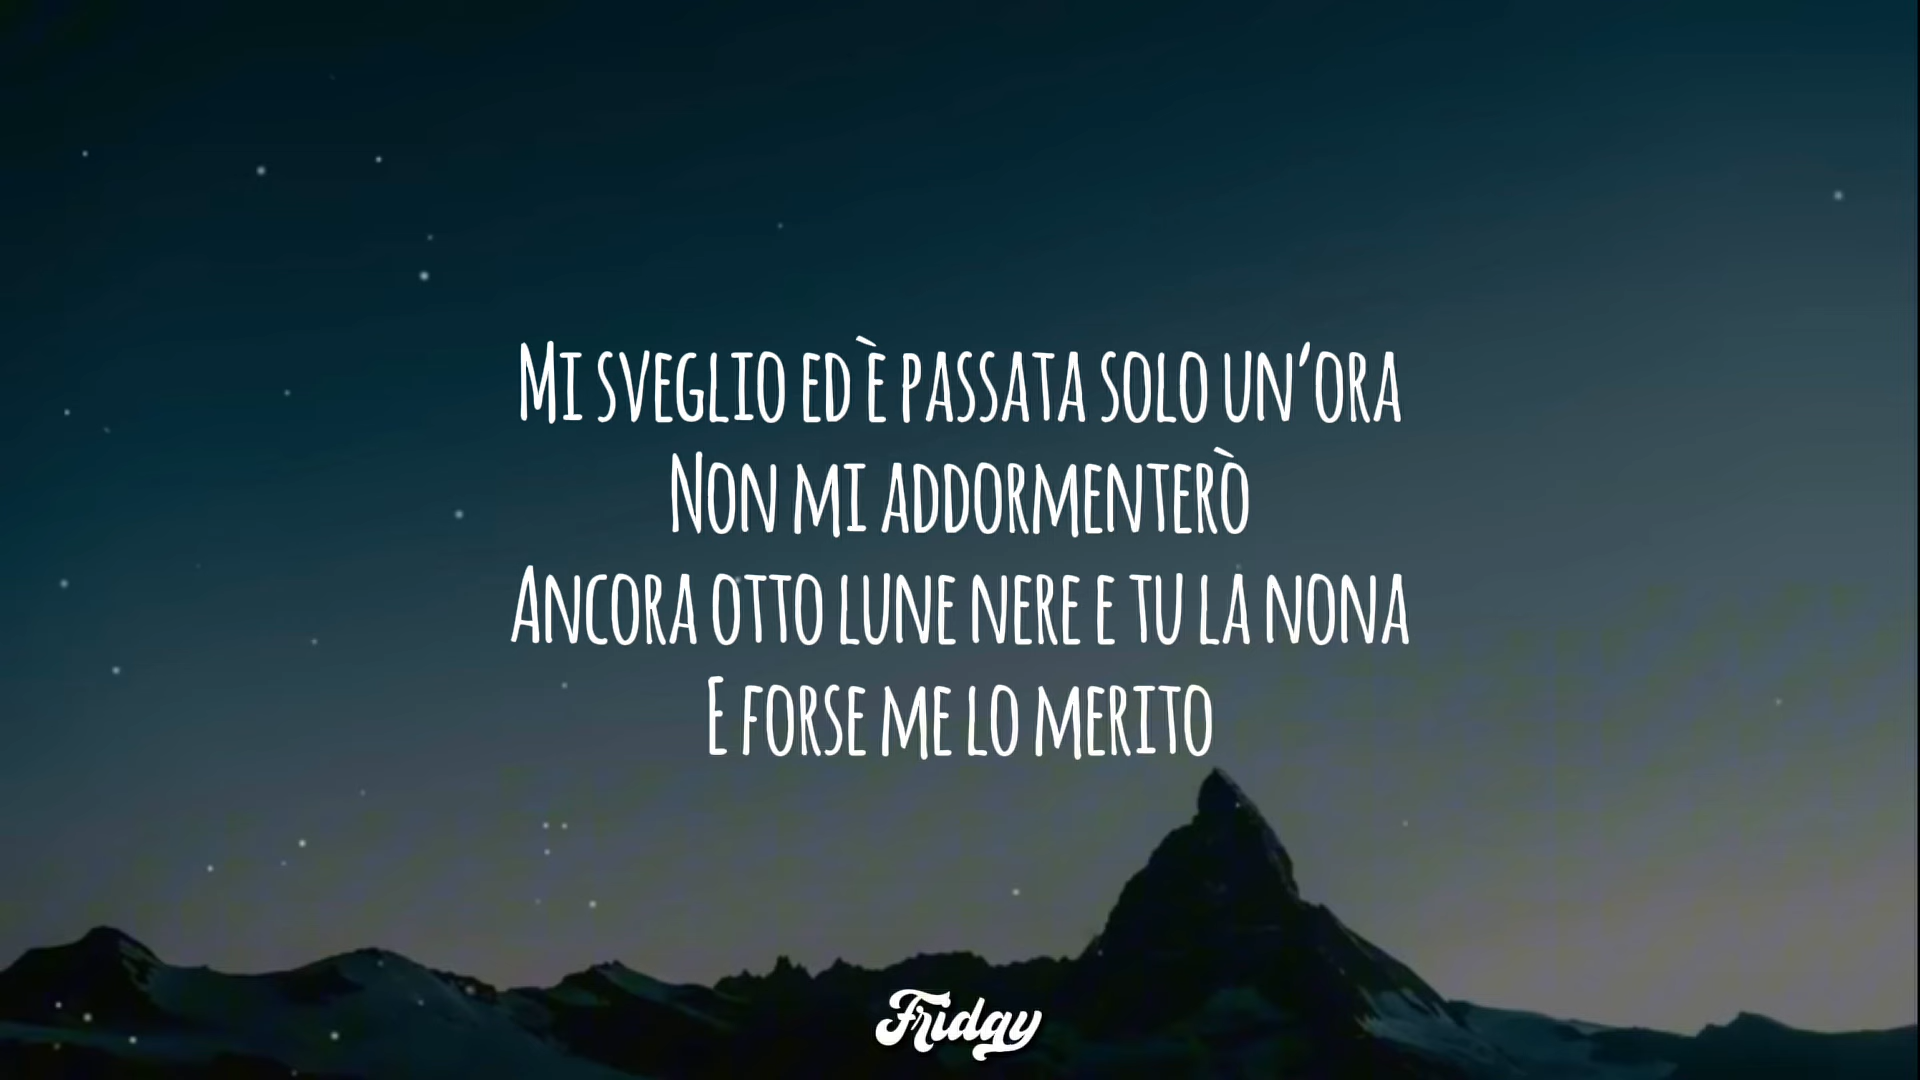 Mi sveglio ed è passata solo un’ora
Non mi addormenterò
Ancora otto lune nere e tu la nona
E forse me lo merito
Friday